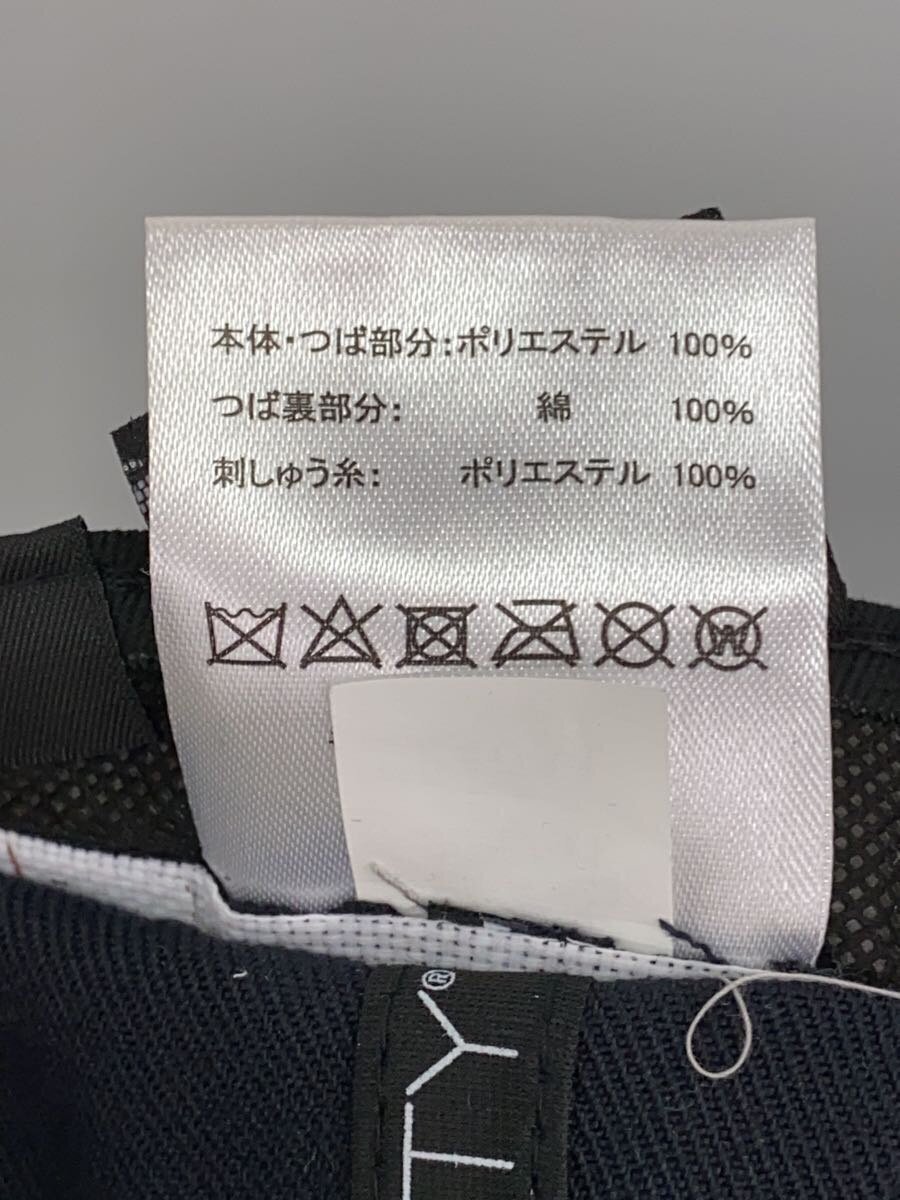 本体・つば部分:ポリエステル 100%
つば裏部分: 綿 100%
刺しゅう糸: ポリエステル 100%
W
TY®